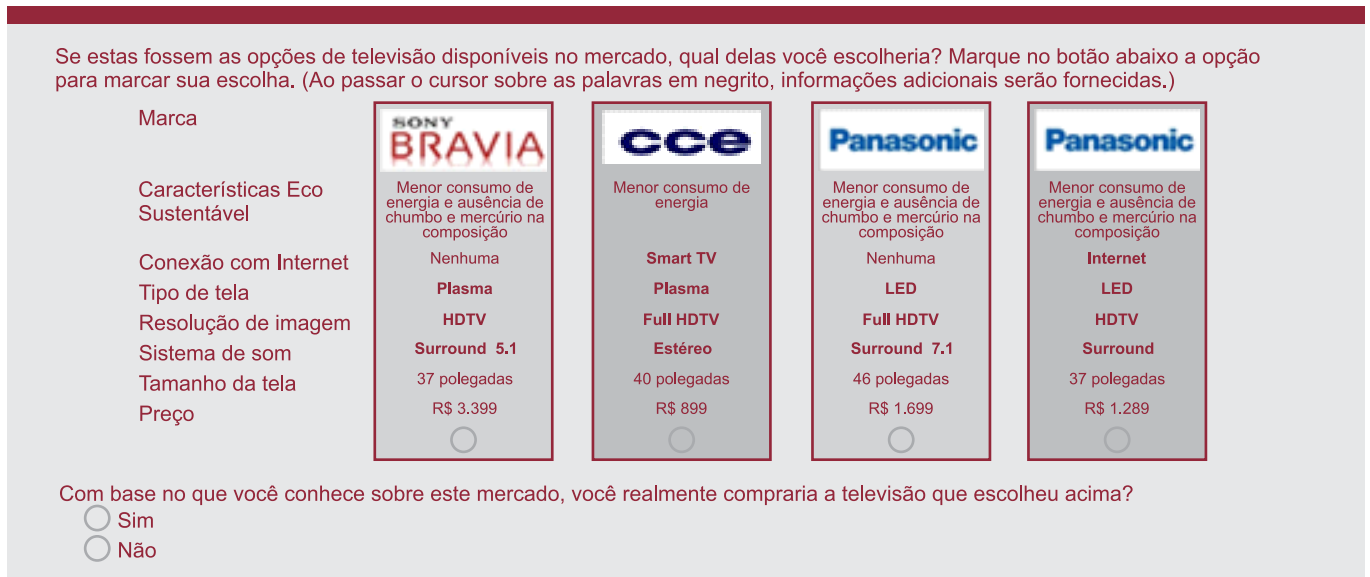 Se estas fossem as opções de televisão disponíveis no mercado, qual delas você escolheria? Marque no botão abaixo a opção
para marcar sua escolha. (Ao passar o cursor sobre as palavras em negrito, informações adicionais serão fornecidas.)
Marca
SONY
BRAVIA
cce
Panasonic
Panasonic
Características Eco
Sustentável
Menor consumo de
energia e ausência de
chumbo e mercúrio na
composição
Menor consumo de
energia
Menor consumo de
energia e ausência de
chumbo e mercúrio na
composição
Menor consumo de
energia e ausência de
chumbo e mercúrio na
composição
Conexão com Internet Nenhuma Smart TV Nenhuma Internet
Tipo de tela Plasma Plasma LED LED
Resolução de imagem HDTV Full HDTV Full HDTV HDTV
Sistema de som Surround 5.1 Estéreo Surround 7.1 Surround
Tamanho da tela 37 polegadas 40 polegadas 46 polegadas 37 polegadas
Preço R$ 3.399 R$ 899 R$ 1.699 R$ 1.289
Com base no que você conhece sobre este mercado, você realmente compraria a televisão que escolheu acima?
Sim
Não